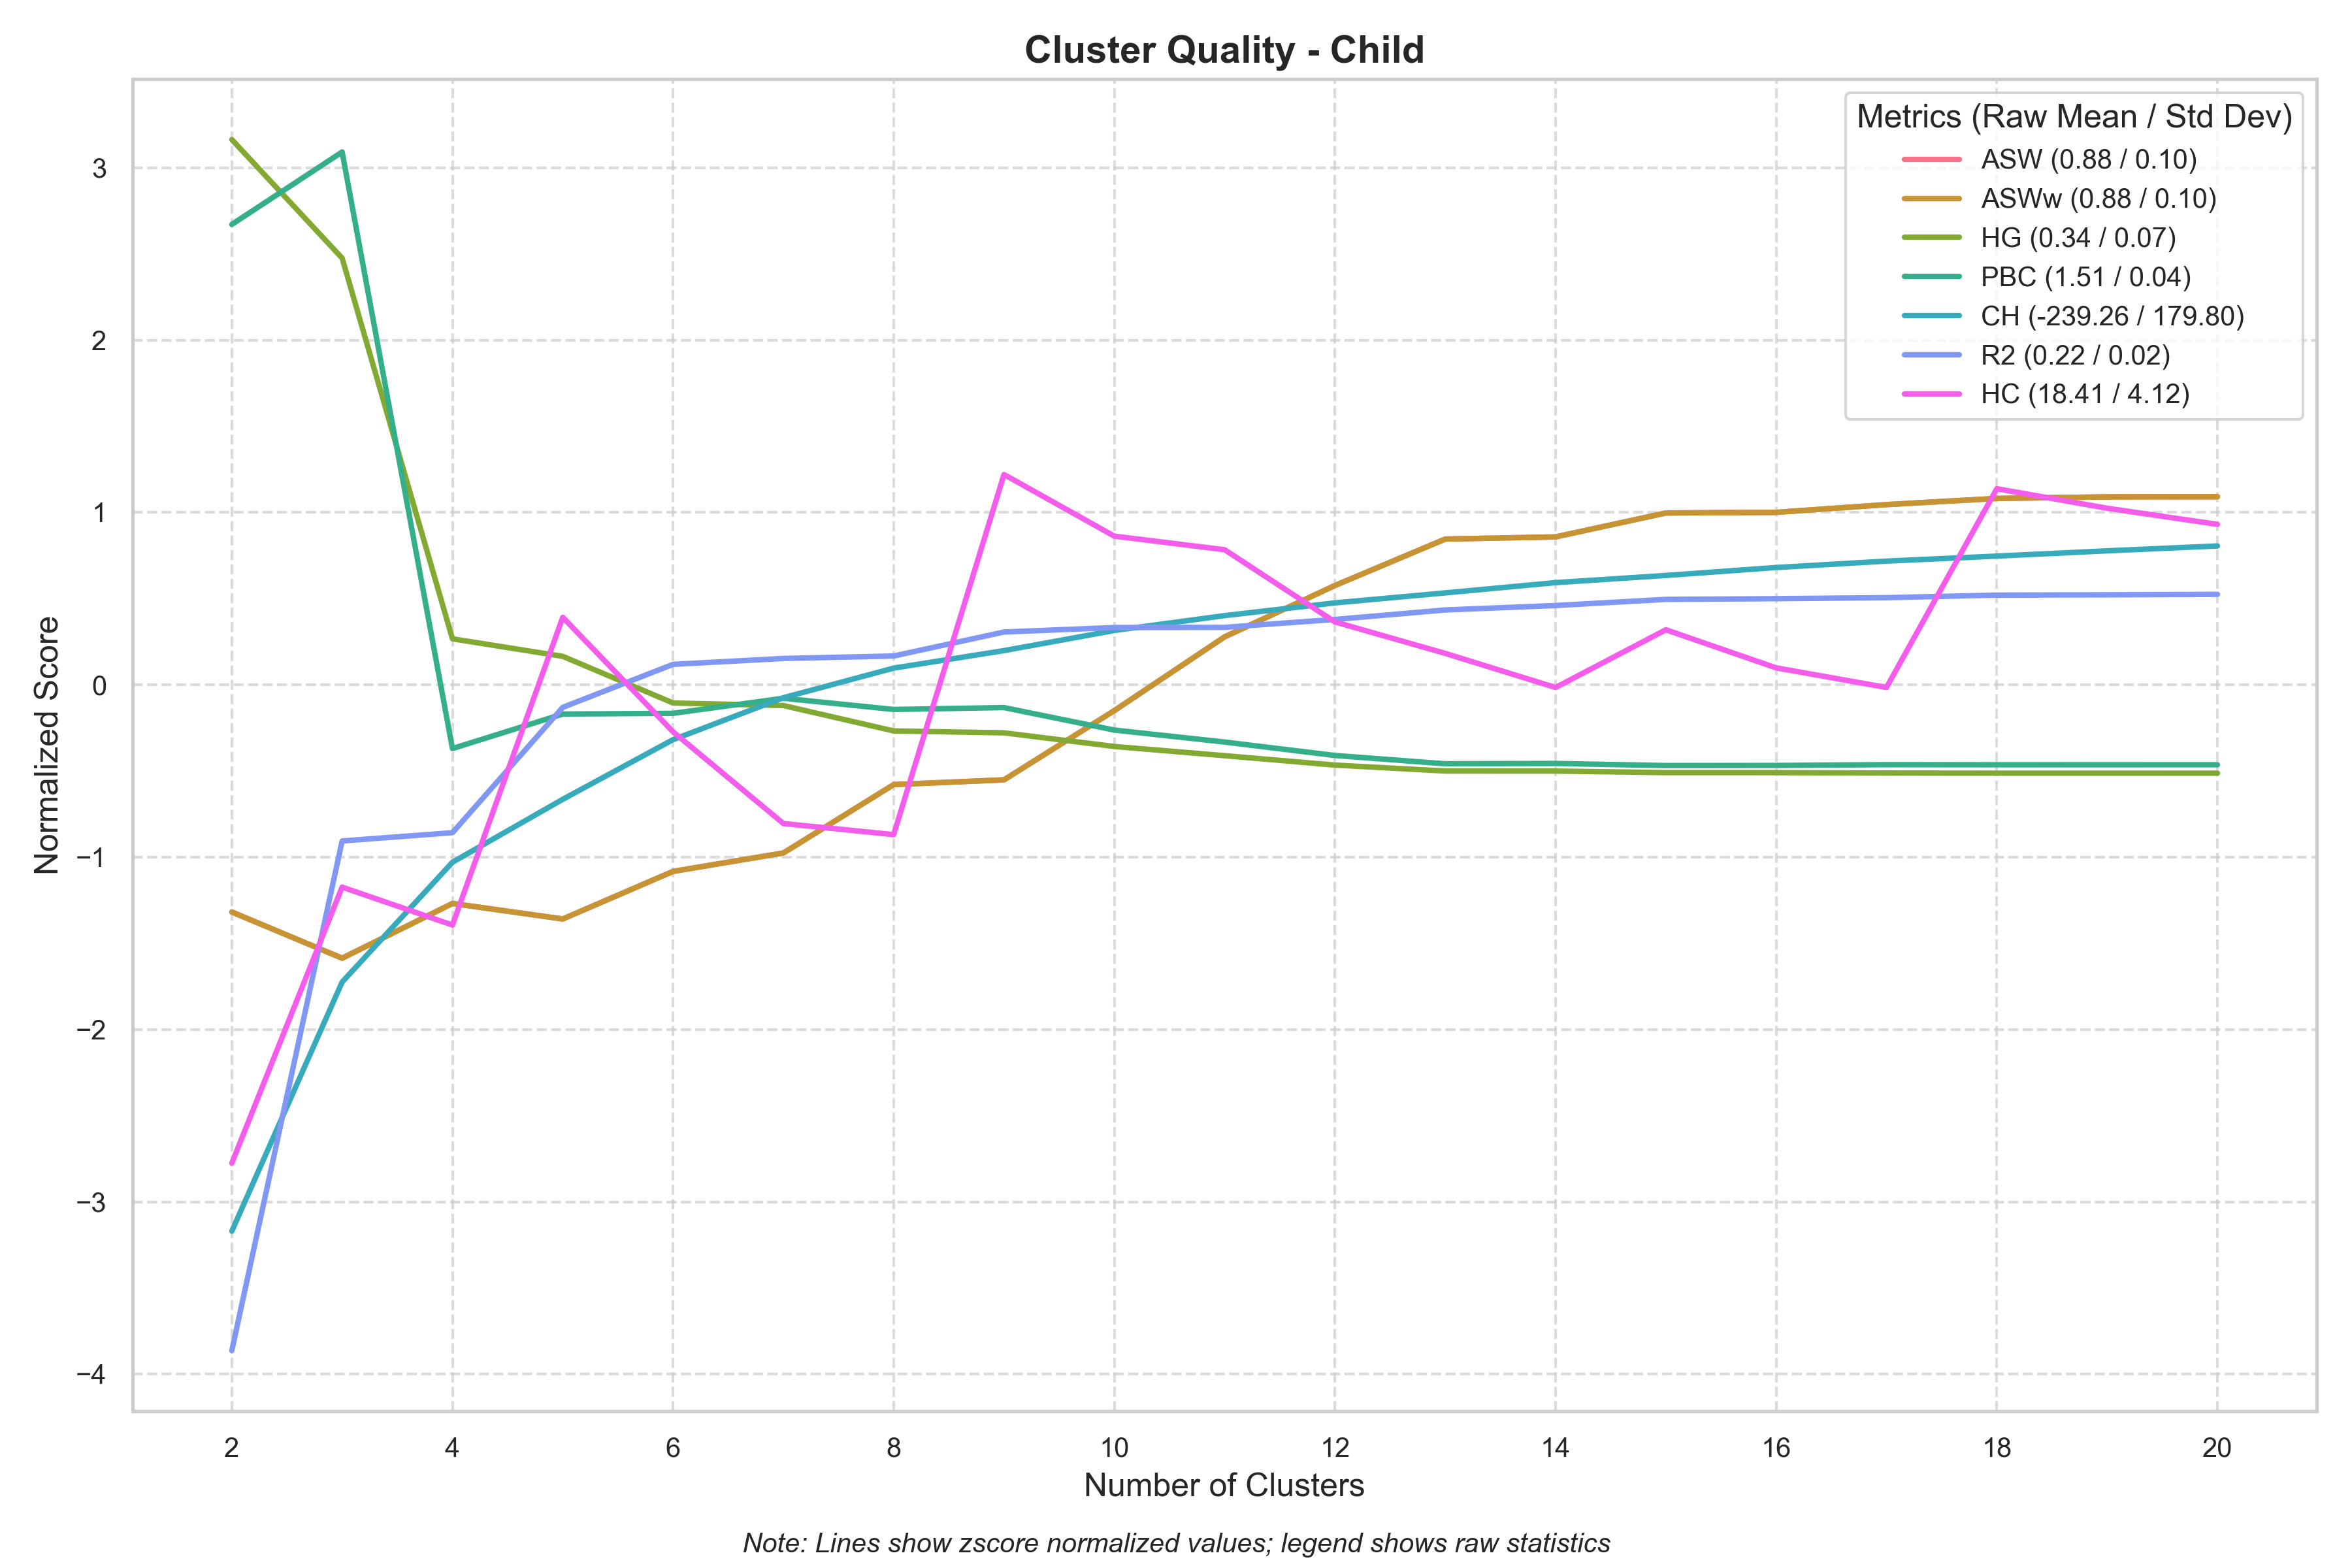 Cluster Quality - Child
Metrics (Raw Mean / Std Dev)
ASW (0.88 / 0.10)
ASWw (0.88 / 0.10)
HG (0.34 / 0.07)
PBC (1.51 / 0.04)
CH (-239.26 / 179.80)
R2 (0.22 / 0.02)
HC (18.41 / 4.12)
Normalized Score
3
2
1
0
−1
−2
−3
−4
2 4 6 8 10 12 14 16 18 20
Number of Clusters
Note: Lines show zscore normalized values; legend shows raw statistics